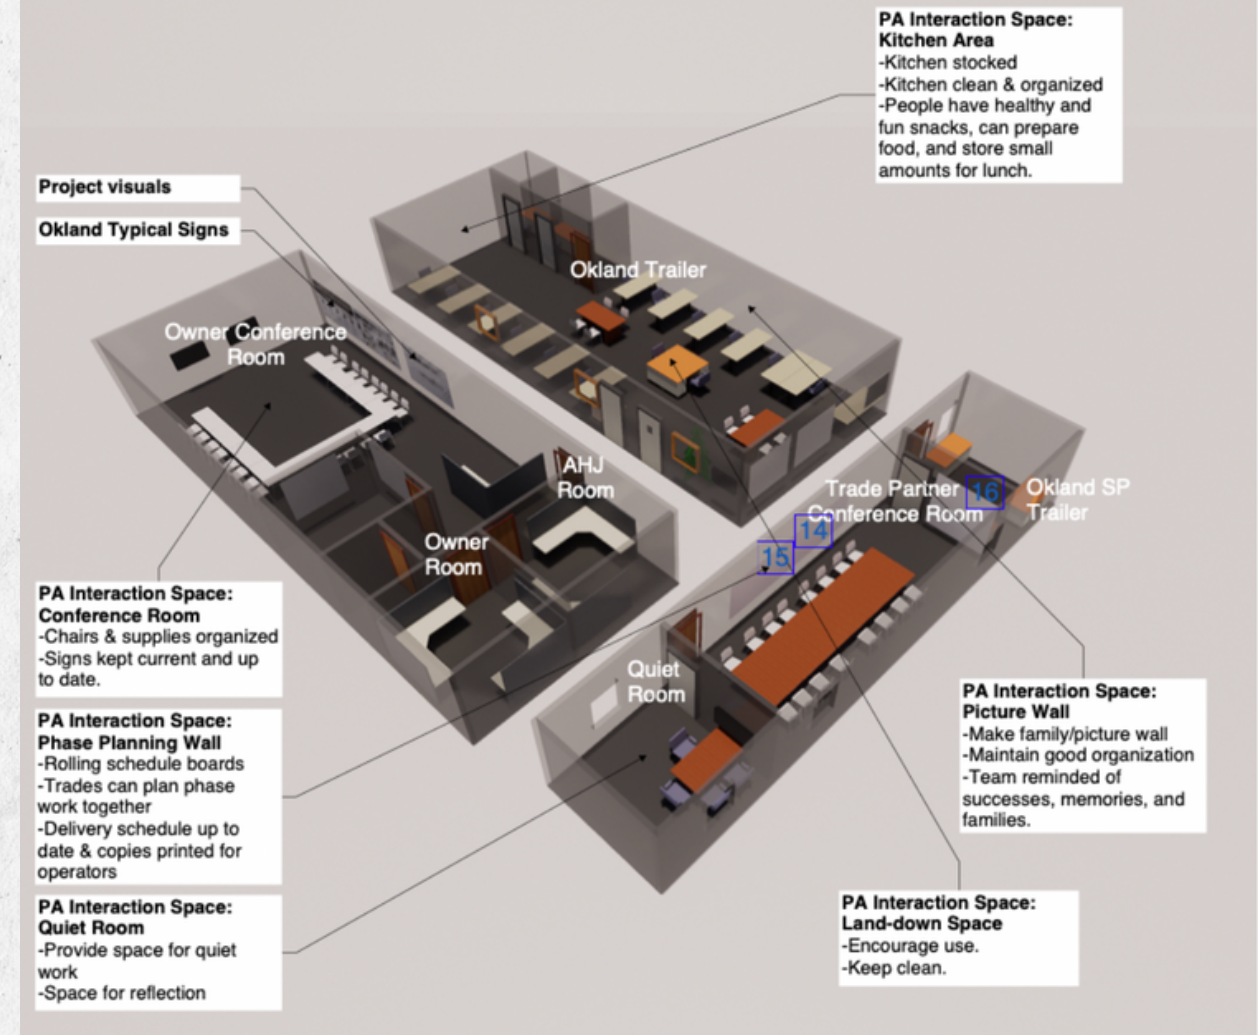 PA Interaction Space:
Kitchen Area
-Kitchen stocked
-Kitchen clean & organized
-People have healthy and
fun snacks, can prepare
food, and store small
amounts for lunch.
Project visuals
Okland Typical Signs
Okland Trailer
Owner Conference
Room
AHJ
Room
Owner
Room
Trade Partner
Conference Room
16
Okland SP
Trailer
14
15
Quiet
Room
PA Interaction Space:
Conference Room
-Chairs & supplies organized
-Signs kept current and up
to date.
PA Interaction Space:
Phase Planning Wall
-Rolling schedule boards
-Trades can plan phase
work together
-Delivery schedule up to
date & copies printed for
operators
PA Interaction Space:
Quiet Room
-Provide space for quiet
work
-Space for reflection
PA Interaction Space:
Picture Wall
-Make family/picture wall
-Maintain good organization
-Team reminded of
successes, memories, and
families.
PA Interaction Space:
Land-down Space
-Encourage use.
-Keep clean.